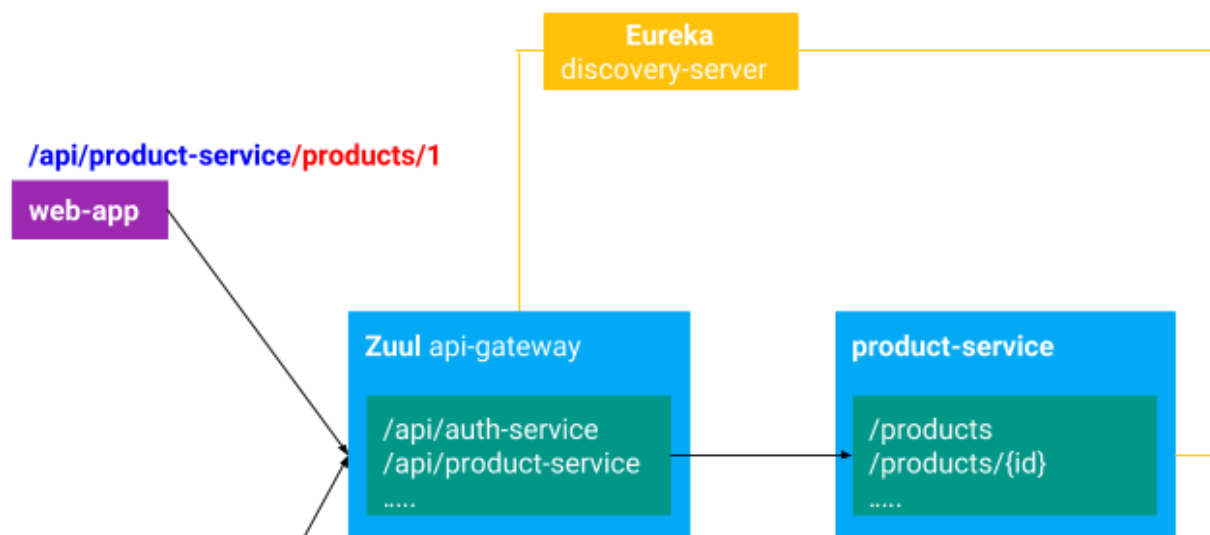 Eureka
discovery-server
/api/product-service/products/1
web-app
Zuul api-gateway
/api/auth-service
/api/product-service
.....
product-service
/products
/products/{id}
.....